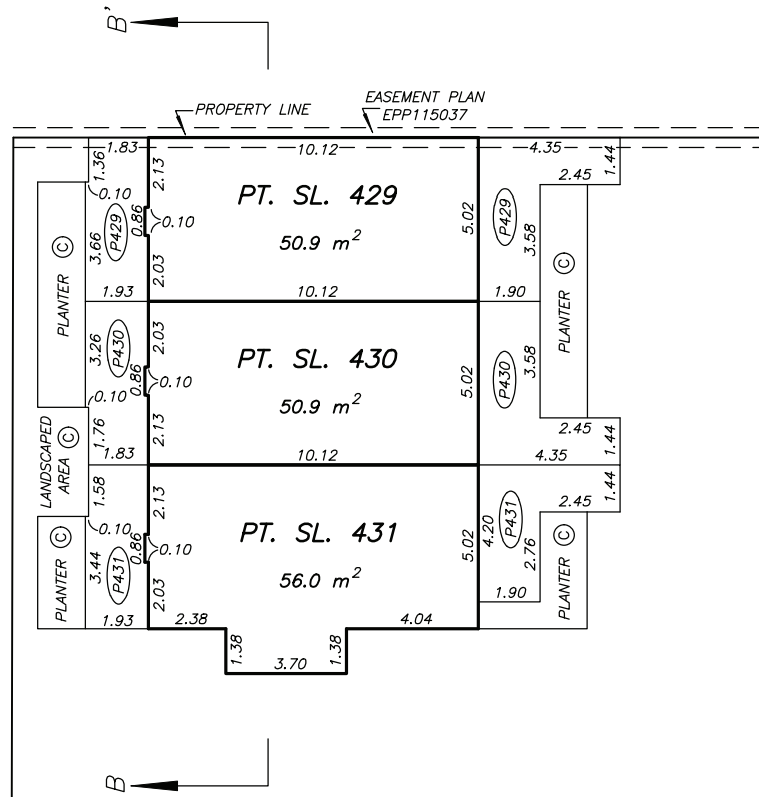 B'
PROPERTY LINE
EASEMENT PLAN
EPP115037
1.83
10.12
4.35
1.36
2.13
1.44
2.45
0.10
PT. SL. 429
50.9 m²
P429
0.86
0.10
5.02
P429
3.58
3.66
PLANTER C
PLANTER C
2.03
1.93
10.12
1.90
2.03
3.26
P430
0.86
0.10
PT. SL. 430
50.9 m²
5.02
P430
3.58
0.10
2.45
LANDSCAPED
AREA C
1.76
2.13
1.44
1.83
10.12
4.35
1.58
2.13
1.44
2.45
0.10
PT. SL. 431
56.0 m²
PLANTER C
3.44
P431
0.86
0.10
5.02
4.20
P431
2.76
PLANTER C
2.03
1.90
1.93
2.38
4.04
1.38
3.70
1.38
B